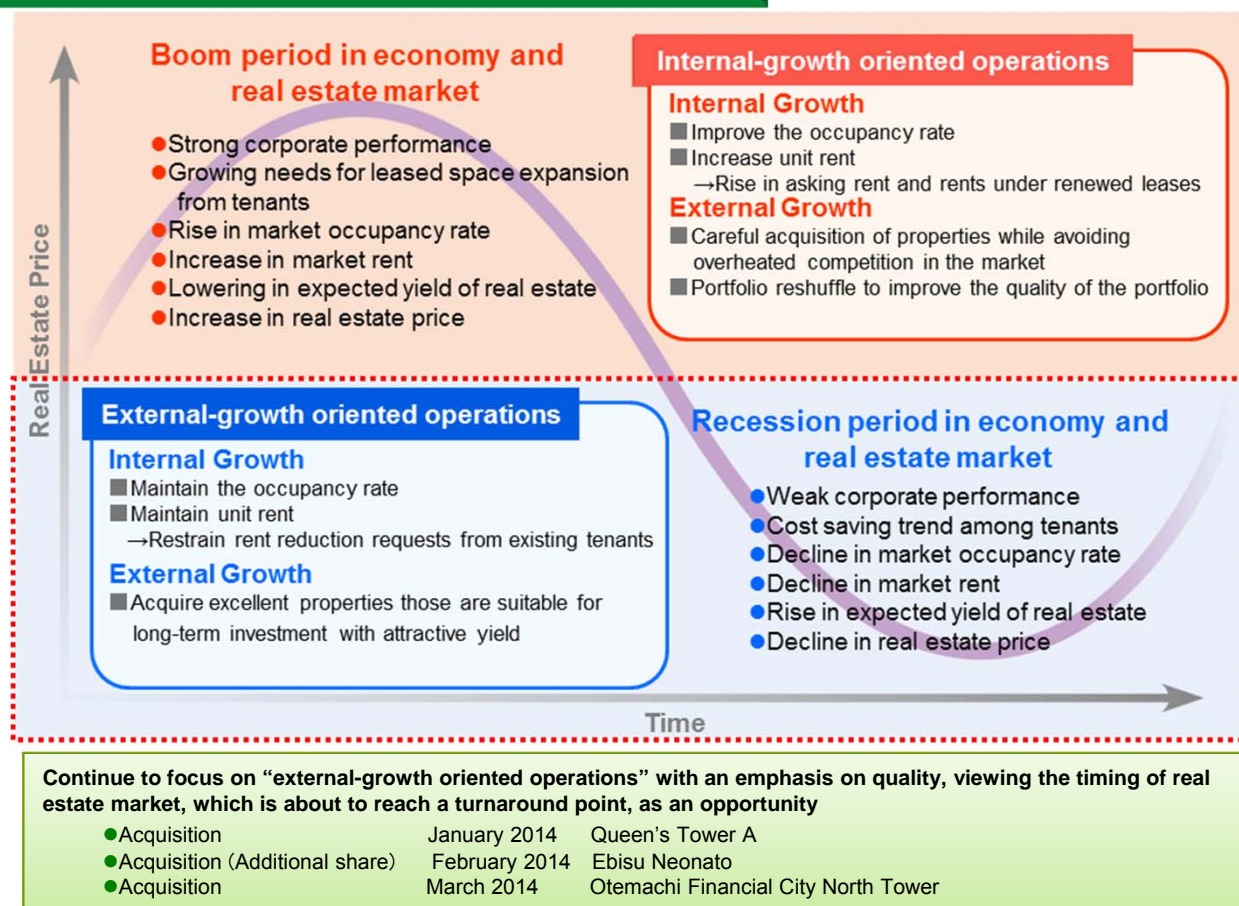 Boom period in economy and
real estate market
●Strong corporate performance
●Growing needs for leased space expansion
from tenants
●Rise in market occupancy rate
●Increase in market rent
●Lowering in expected yield of real estate
●Increase in real estate price
Internal-growth oriented operations
Internal Growth
■Improve the occupancy rate
■Increase unit rent
→Rise in asking rent and rents under renewed leases
External Growth
■Careful acquisition of properties while avoiding
overheated competition in the market
■Portfolio reshuffle to improve the quality of the portfolio
Real Estate Price
External-growth oriented operations
Internal Growth
■Maintain the occupancy rate
■Maintain unit rent
→Restrain rent reduction requests from existing tenants
External Growth
■Acquire excellent properties those are suitable for
long-term investment with attractive yield
Recession period in economy and
real estate market
●Weak corporate performance
●Cost saving trend among tenants
●Decline in market occupancy rate
●Decline in market rent
●Rise in expected yield of real estate
●Decline in real estate price
Time
Continue to focus on “external-growth oriented operations” with an emphasis on quality, viewing the timing of real
estate market, which is about to reach a turnaround point, as an opportunity
●Acquisition January 2014 Queen’s Tower A
●Acquisition（Additional share） February 2014 Ebisu Neonato
●Acquisition March 2014 Otemachi Financial City North Tower